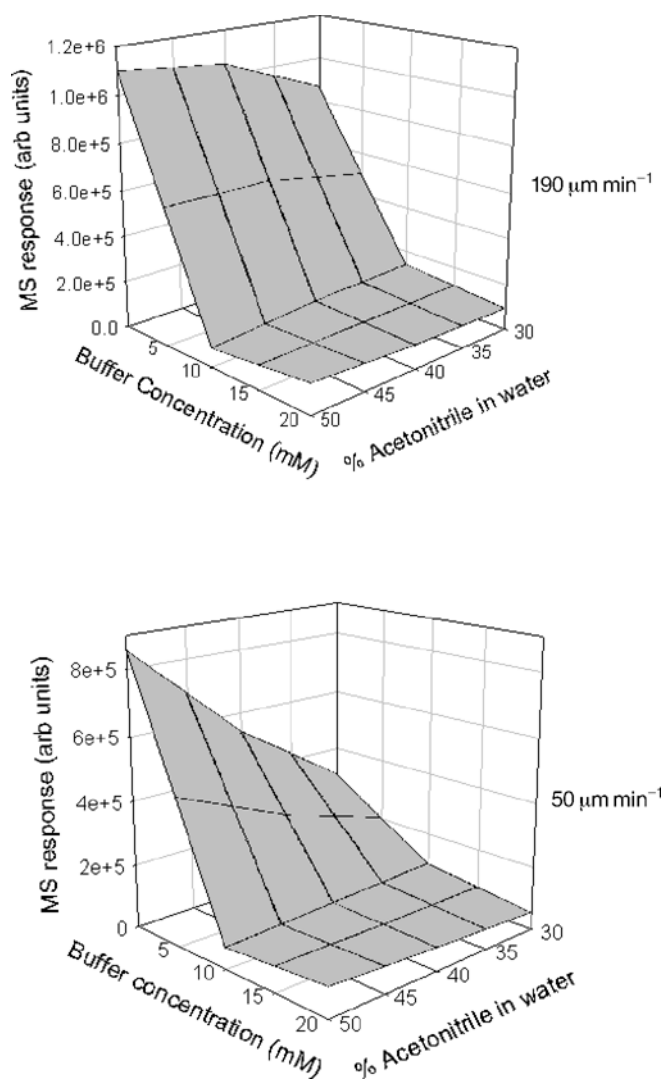 MS response (arb units)
1.2e+6
1.0e+6
8.0e+5
6.0e+5
4.0e+5
2.0e+5
0.0
5
10
15
20
Buffer Concentration (mM)
50
45
40
35
30
% Acetonitrile in water
190 μm min⁻¹
MS response (arb units)
8e+5
6e+5
4e+5
2e+5
0
5
10
15
20
Buffer concentration (mM)
50
45
40
35
30
% Acetonitrile in water
50 μm min⁻¹